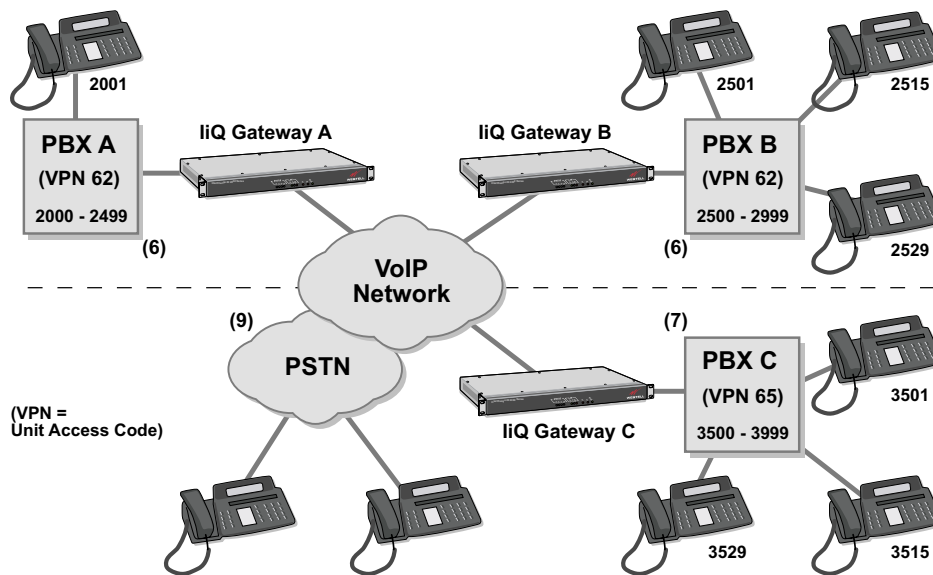 2001
PBX A
(VPN 62)
2000 - 2499
(6)
IiQ Gateway A
IiQ Gateway B
2501
2515
PBX B
(VPN 62)
2500 - 2999
(6)
2529
VoIP
Network
(9)
PSTN
(7)
PBX C
(VPN 65)
3500 - 3999
3501
IiQ Gateway C
(VPN =
Unit Access Code)
3529
3515